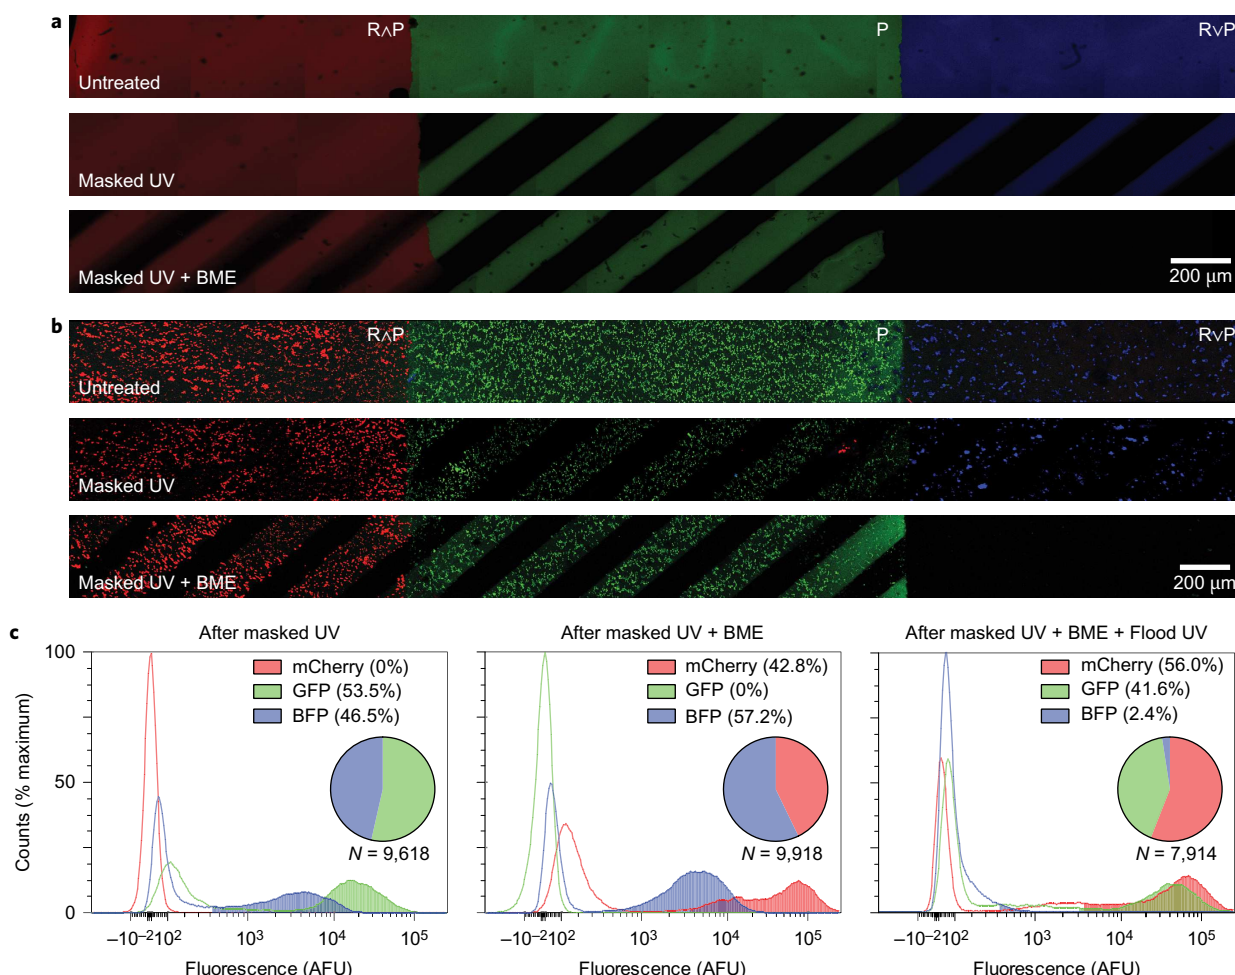 a
R∧P
P
R∨P
Untreated
Masked UV
Masked UV + BME
200 μm
b
R∧P
P
R∨P
Untreated
Masked UV
Masked UV + BME
200 μm
c
After masked UV
After masked UV + BME
After masked UV + BME + Flood UV
100
50
0
Counts (% maximum)
mCherry (0%)
GFP (53.5%)
BFP (46.5%)
N = 9,618
−10−2102 10³ 10⁴ 10⁵
Fluorescence (AFU)
mCherry (42.8%)
GFP (0%)
BFP (57.2%)
N = 9,918
−10−2102 10³ 10⁴ 10⁵
Fluorescence (AFU)
mCherry (56.0%)
GFP (41.6%)
BFP (2.4%)
N = 7,914
−10−2102 10³ 10⁴ 10⁵
Fluorescence (AFU)